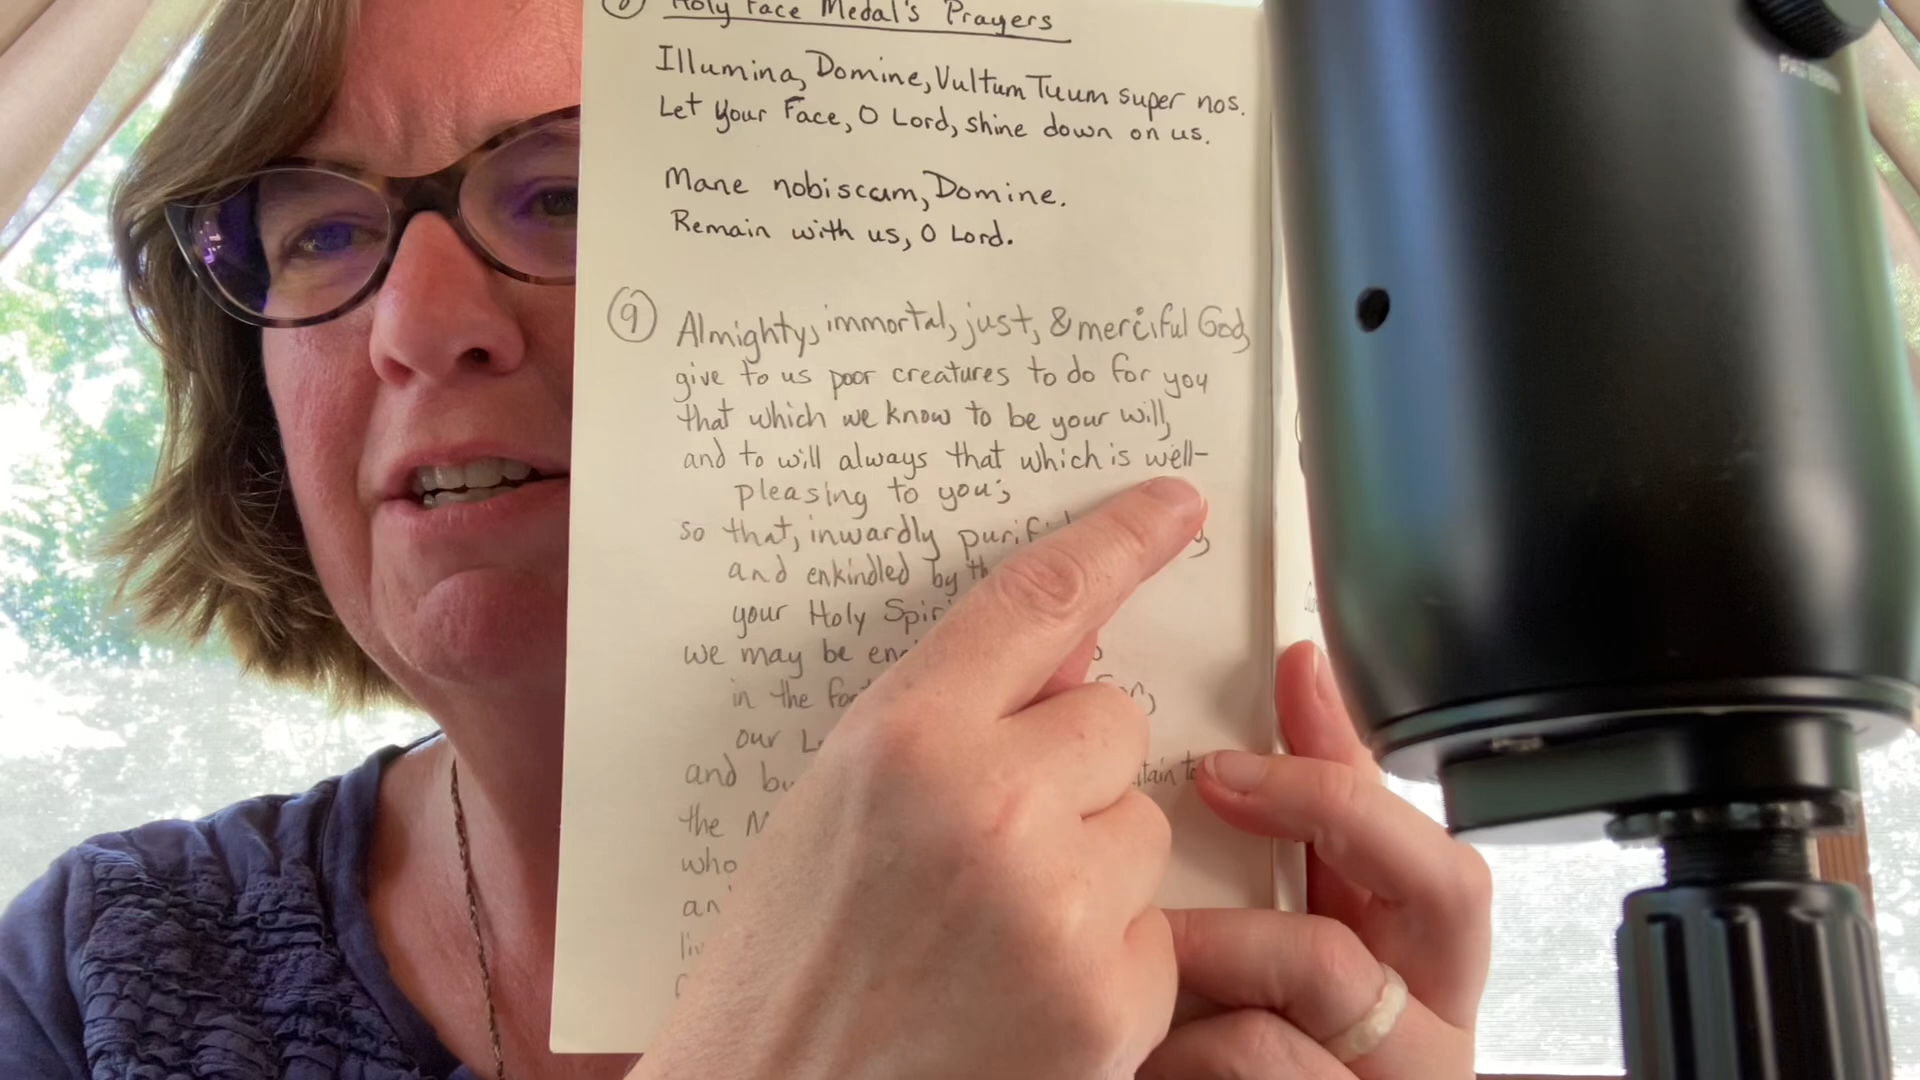 ⑧ Holy Face Medal's Prayers
Illumina, Domine, Vultum Tuum super nos.
Let Your Face, O Lord, shine down on us.
Mane nobiscum, Domine.
Remain with us, O Lord.
⑨ Almighty, immortal, just, & merciful God,
give to us poor creatures to do for you
that which we know to be your will,
and to will always that which is well-
pleasing to you;
so that, inwardly
and enkindled by
your Holy
we may be
in the
our
and
the
who